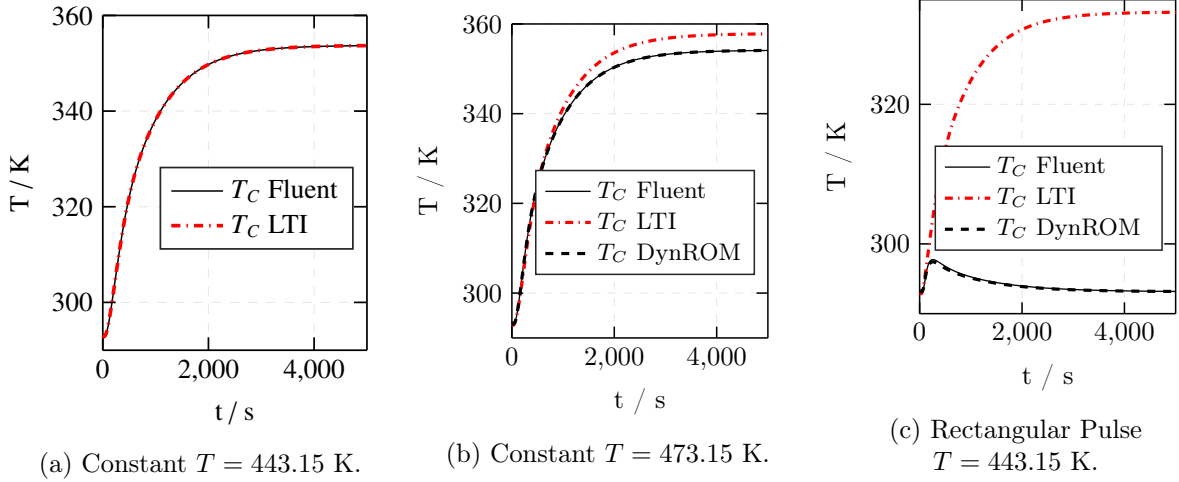 360
340
320
300
T / K
T_C Fluent
T_C LTI
0
2,000
4,000
t / s
(a) Constant T = 443.15 K.
360
340
320
300
T / K
T_C Fluent
T_C LTI
T_C DynROM
0
2,000
4,000
t / s
(b) Constant T = 473.15 K.
320
300
T / K
T_C Fluent
T_C LTI
T_C DynROM
0
2,000
4,000
t / s
(c) Rectangular Pulse
T = 443.15 K.